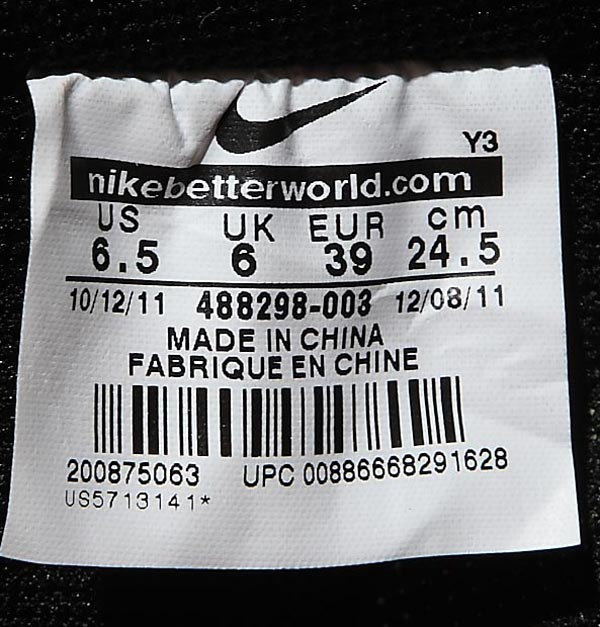 Y3
nikebetterworld.com
US UK EUR cm
6.5 6 39 24.5
10/12/11 488298-003 12/08/11
MADE IN CHINA
FABRIQUE EN CHINE
200875063 UPC 00886668291628
US5713141*